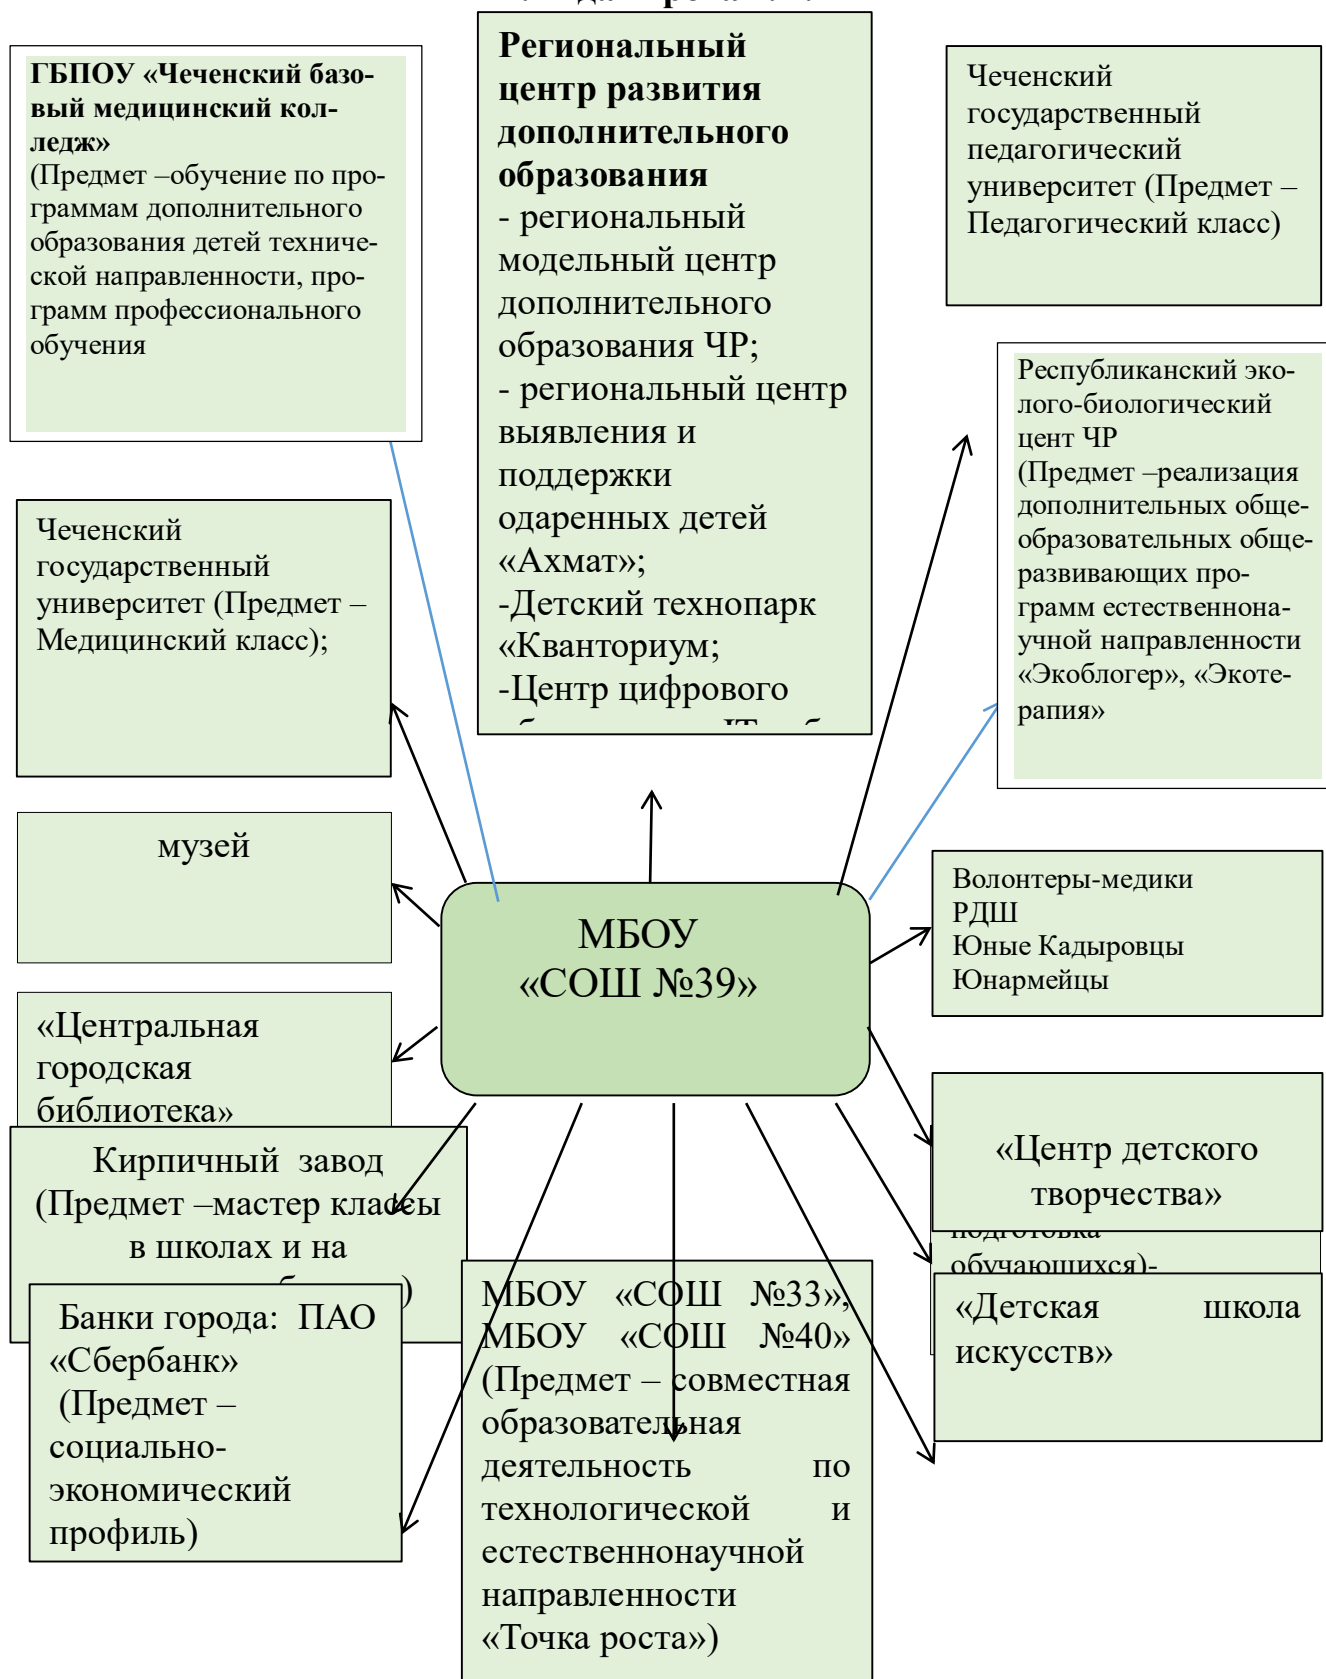 ГБПОУ «Чеченский базо-
вый медицинский кол-
ледж»
(Предмет –обучение по про-
граммам дополнительного
образования детей техниче-
ской направленности, про-
грамм профессионального
обучения
Региональный
центр развития
дополнительного
образования
- региональный
модельный центр
дополнительного
образования ЧР;
- региональный центр
выявления и
поддержки
одаренных детей
«Ахмат»;
-Детский технопарк
«Кванториум;
-Центр цифрового
Чеченский
государственный
педагогический
университет (Предмет –
Педагогический класс)
Республиканский эко-
лого-биологический
цент ЧР
(Предмет –реализация
дополнительных обще-
образовательных обще-
развивающих про-
грамм естественнона-
учной направленности
«Экоблогер», «Экоте-
рапия»
Чеченский
государственный
университет (Предмет –
Медицинский класс);
музей
МБОУ
«СОШ №39»
Волонтеры-медики
РДШ
Юные Кадыровцы
Юнармейцы
«Центральная
городская
библиотека»
Кирпичный завод
(Предмет –мастер классы
в школах и на
«Центр детского
творчества»
подготовка
обучающихся)-
Банки города: ПАО
«Сбербанк»
(Предмет –
социально-
экономический
профиль)
МБОУ «СОШ №33»,
МБОУ «СОШ №40»
(Предмет – совместная
образовательная
деятельность по
технологической и
естественнонаучной
направленности
«Точка роста»)
«Детская школа
искусств»